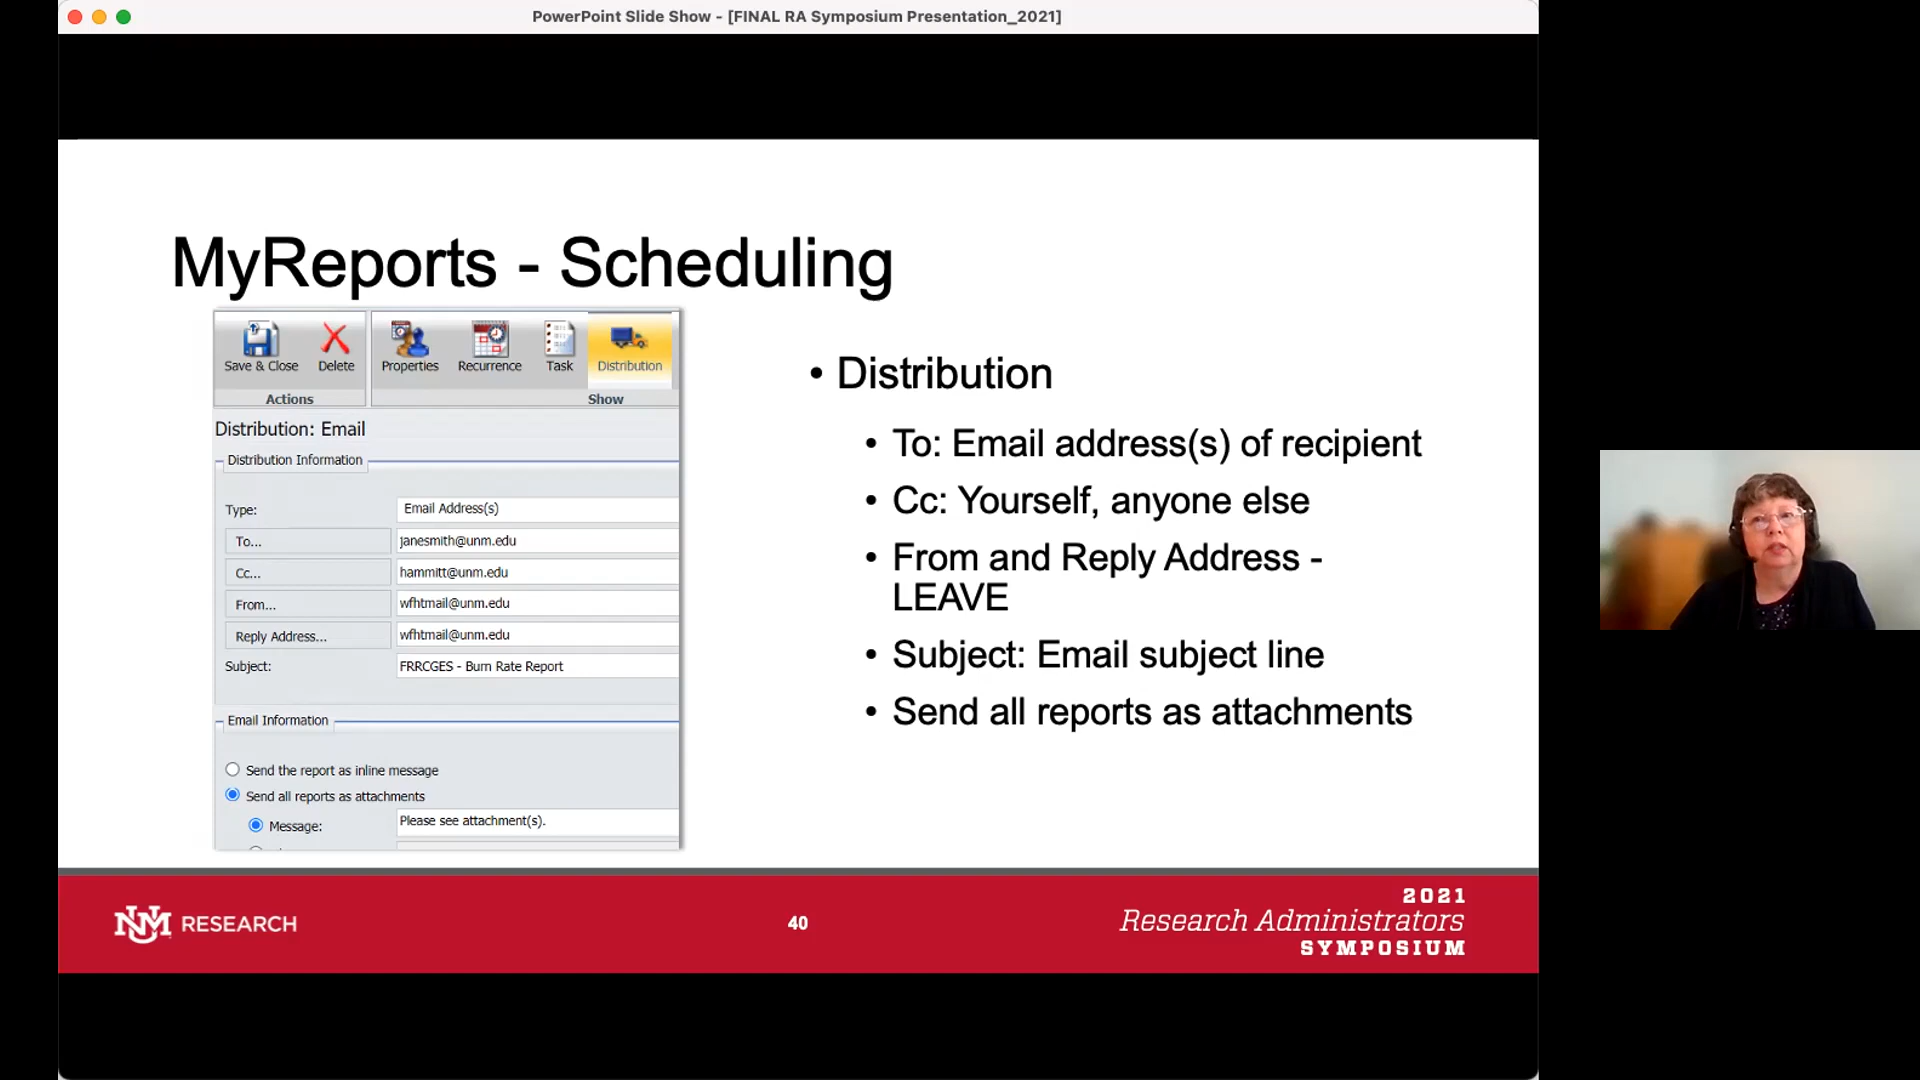 PowerPoint Slide Show - [FINAL RA Symposium Presentation_2021]
MyReports - Scheduling
Save & Close Delete Properties Recurrence Task Distribution
Actions Show
Distribution: Email
Distribution Information
Type: Email Address(s)
To... janesmith@unm.edu
Cc... hammitt@unm.edu
From... wfhtmail@unm.edu
Reply Address... wfhtmail@unm.edu
Subject: FRRCGES - Burn Rate Report
Email Information
Send the report as inline message
Send all reports as attachments
Message: Please see attachment(s).
• Distribution
• To: Email address(s) of recipient
• Cc: Yourself, anyone else
• From and Reply Address -
LEAVE
• Subject: Email subject line
• Send all reports as attachments
UNM RESEARCH
40
2021
Research Administrators
SYMPOSIUM